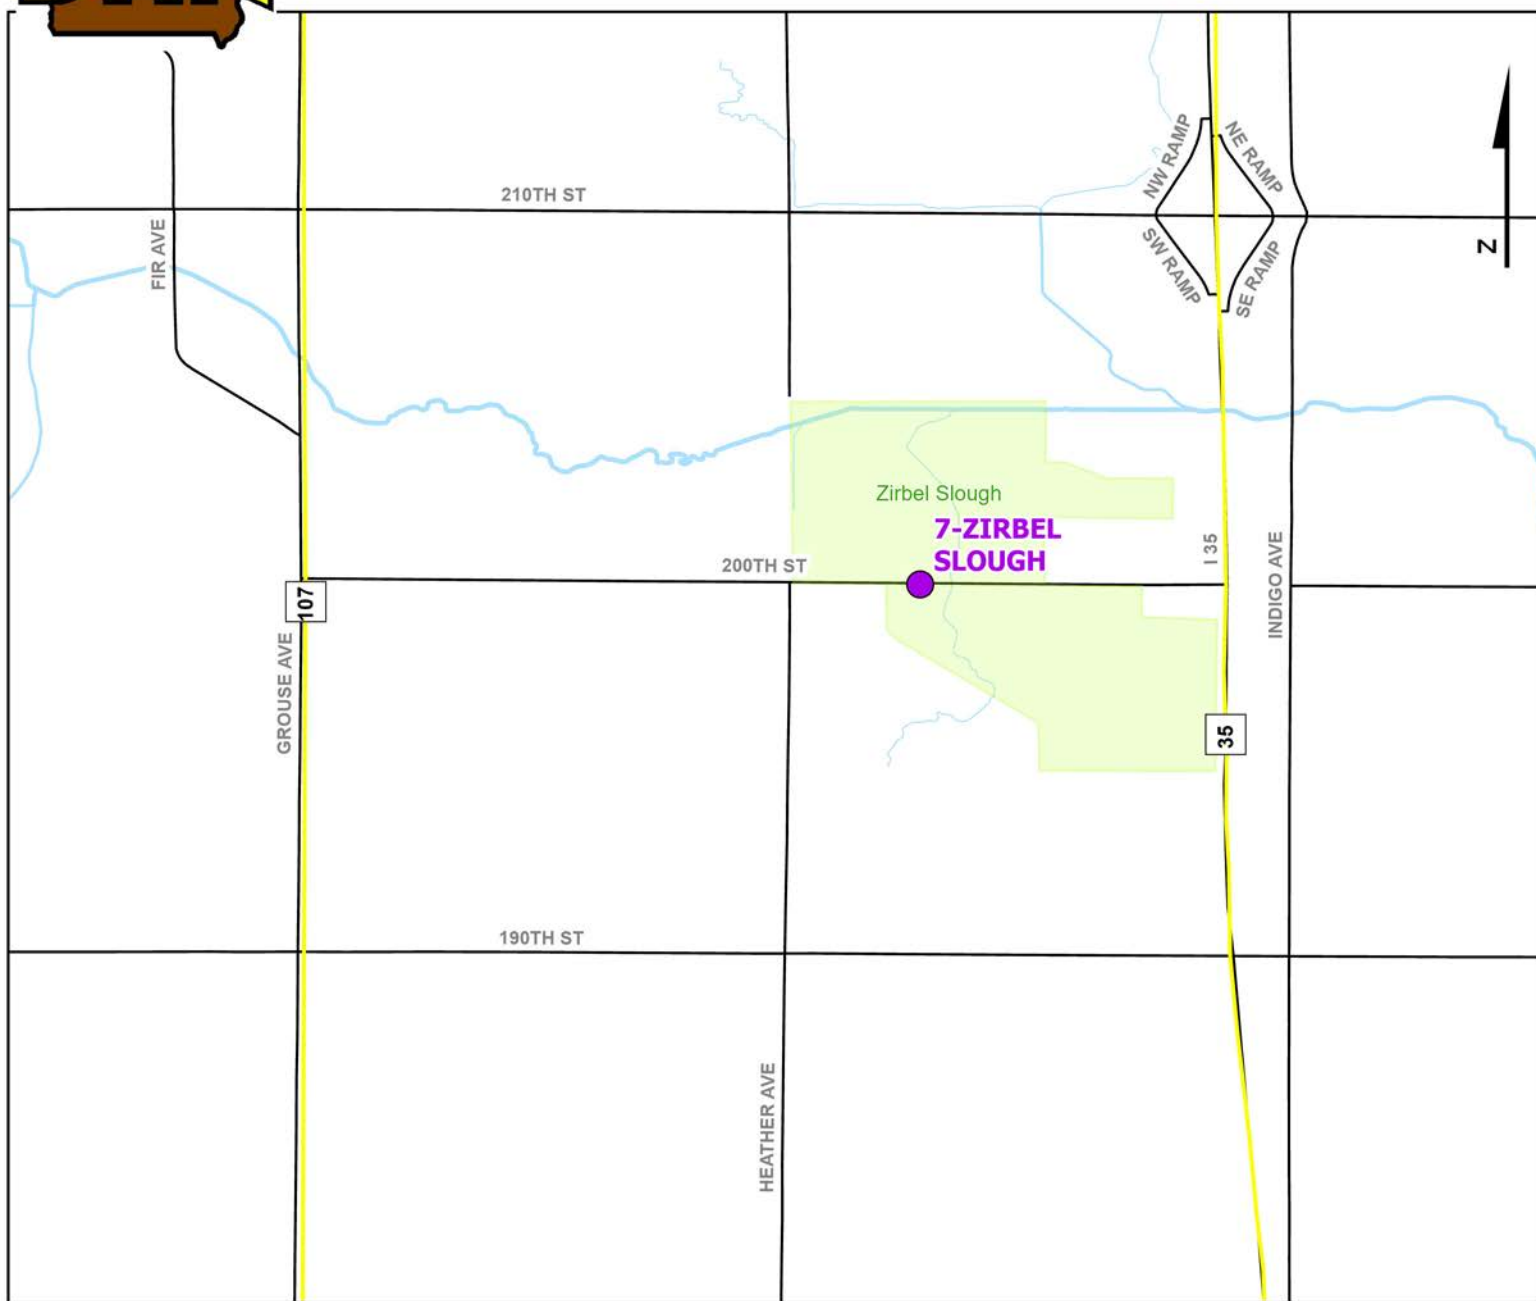 210TH ST
FIR AVE
NW RAMP
NE RAMP
SW RAMP
SE RAMP
Z
Zirbel Slough
7-ZIRBEL
SLOUGH
200TH ST
I 35
INDIGO AVE
107
GROUSE AVE
35
190TH ST
HEATHER AVE